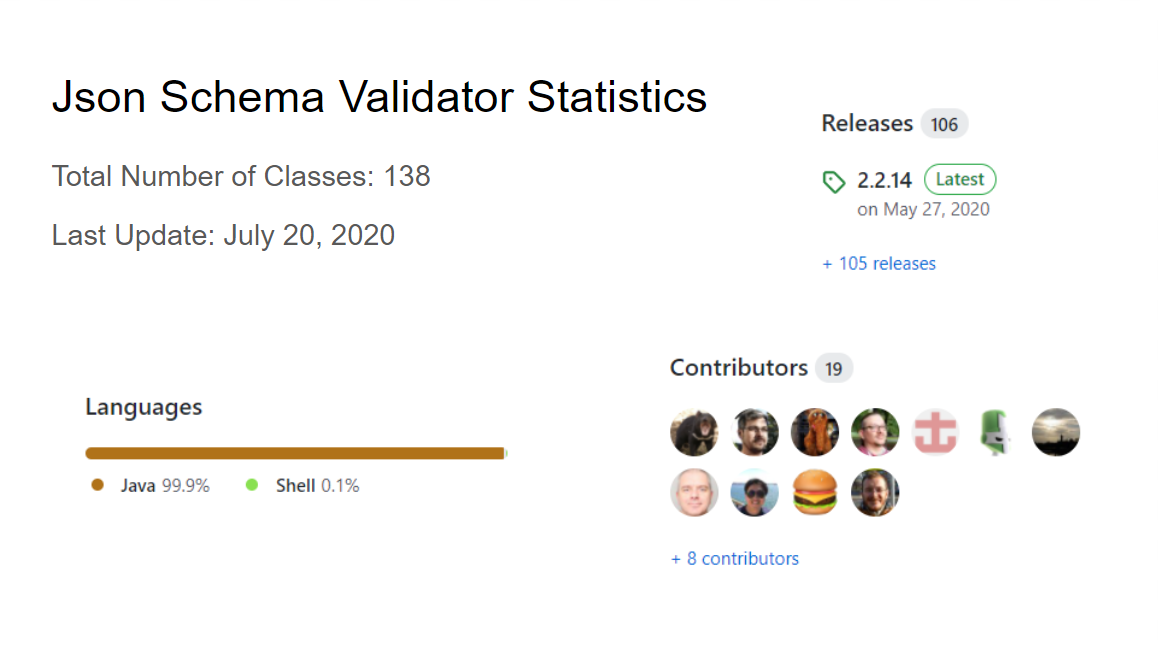 Json Schema Validator Statistics
Total Number of Classes: 138
Last Update: July 20, 2020
Releases 106
2.2.14 Latest
on May 27, 2020
+ 105 releases
Languages
Java 99.9% Shell 0.1%
Contributors 19
+ 8 contributors